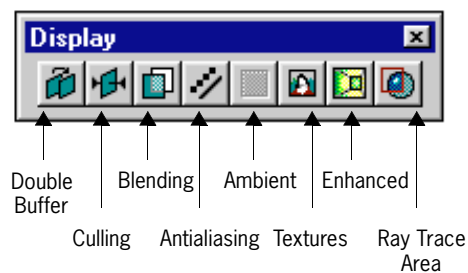 Display
Double
Buffer
Blending
Ambient
Enhanced
Culling
Antialiasing
Textures
Ray Trace
Area